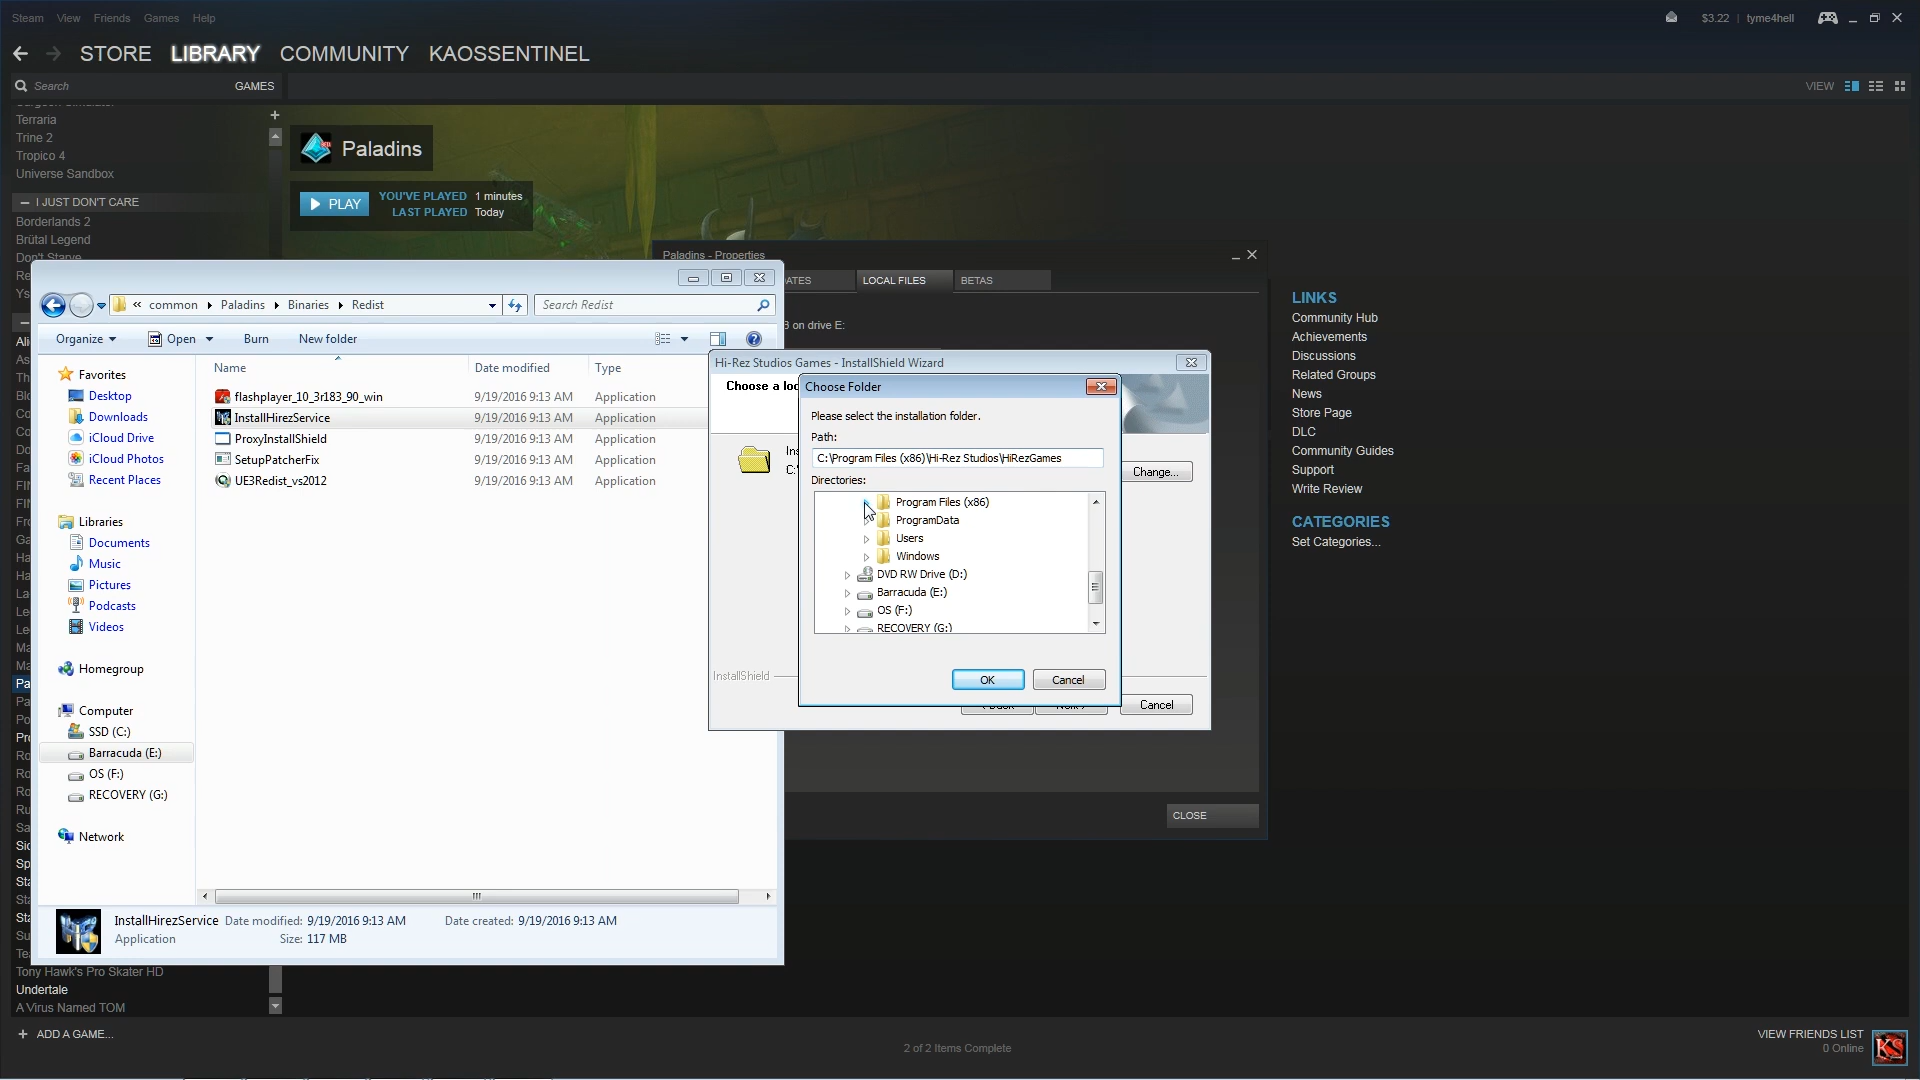 Steam View Friends Games Help
$3.22 | tyme4hell
STORE LIBRARY COMMUNITY KAOSSENTINEL
Search GAMES
VIEW
Terraria
Trine 2
Tropico 4
Universe Sandbox
I JUST DON'T CARE
Borderlands 2
Brütal Legend
Don't Starve
Paladins
PLAY
YOU'VE PLAYED 1 minutes
LAST PLAYED Today
Paladins - Properties
LOCAL FILES
BETAS
on drive E:
CLOSE
« common Paladins Binaries Redist
Search Redist
Organize Open Burn New folder
Name Date modified Type
flashplayer_10_3r183_90_win 9/19/2016 9:13 AM Application
InstallHirezService 9/19/2016 9:13 AM Application
ProxyInstallShield 9/19/2016 9:13 AM Application
SetupPatcherFix 9/19/2016 9:13 AM Application
UE3Redist_vs2012 9/19/2016 9:13 AM Application
Favorites
Desktop
Downloads
iCloud Drive
iCloud Photos
Recent Places
Libraries
Documents
Music
Pictures
Podcasts
Videos
Homegroup
Computer
SSD (C:)
Barracuda (E:)
OS (F:)
RECOVERY (G:)
Network
InstallHirezService Date modified: 9/19/2016 9:13 AM Date created: 9/19/2016 9:13 AM
Application Size: 117 MB
Hi-Rez Studios Games - InstallShield Wizard
Choose a loc
Change...
InstallShield
Cancel
Choose Folder
Please select the installation folder.
Path:
C:\Program Files (x86)\Hi-Rez Studios\HiRezGames
Directories:
Program Files (x86)
ProgramData
Users
Windows
DVD RW Drive (D:)
Barracuda (E:)
OS (F:)
RECOVERY (G:)
OK Cancel
LINKS
Community Hub
Achievements
Discussions
Related Groups
News
Store Page
DLC
Community Guides
Support
Write Review
CATEGORIES
Set Categories...
Tony Hawk's Pro Skater HD
Undertale
A Virus Named TOM
+ ADD A GAME...
2 of 2 Items Complete
VIEW FRIENDS LIST
0 Online
KS